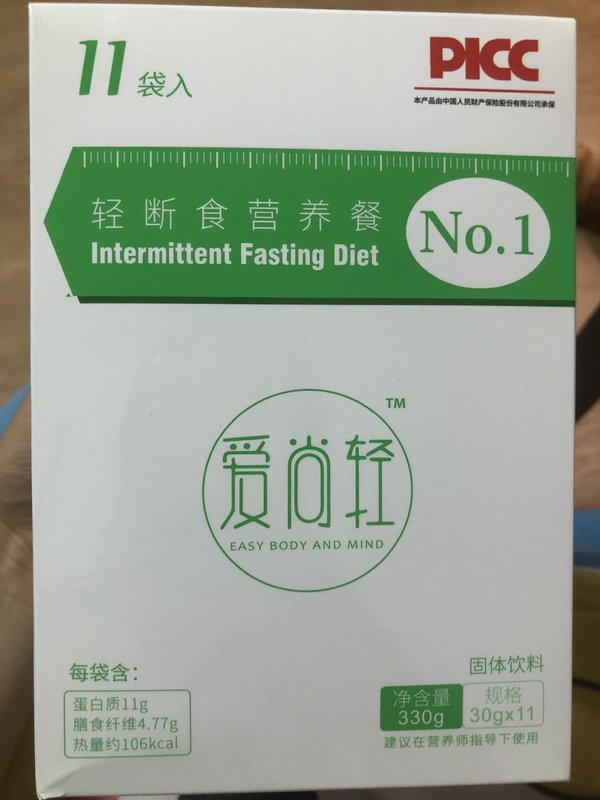 11袋入
PICC
本产品由中国人民财产保险股份有限公司承保
轻断食营养餐
Intermittent Fasting Diet
No.1
TM
爱尚轻
EASY BODY AND MIND
每袋含：
蛋白质11g
膳食纤维4.77g
热量约106kcal
固体饮料
净含量
330g
规格
30gx11
建议在营养师指导下使用